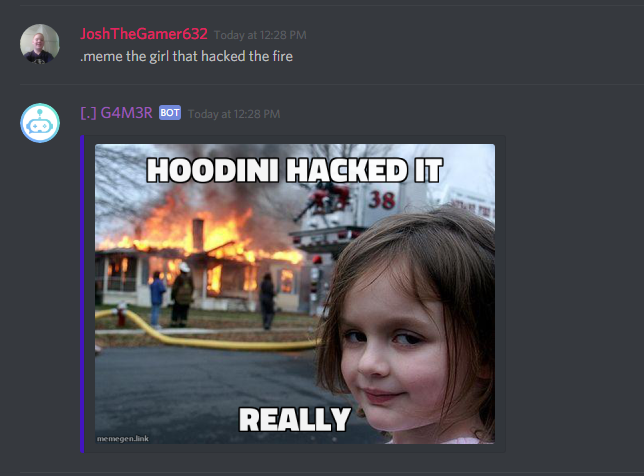 JoshTheGamer632 Today at 12:28 PM
.meme the girl that hacked the fire
[.] G4M3R BOT Today at 12:28 PM
HOODINI HACKED IT
38
REALLY
memegen.link